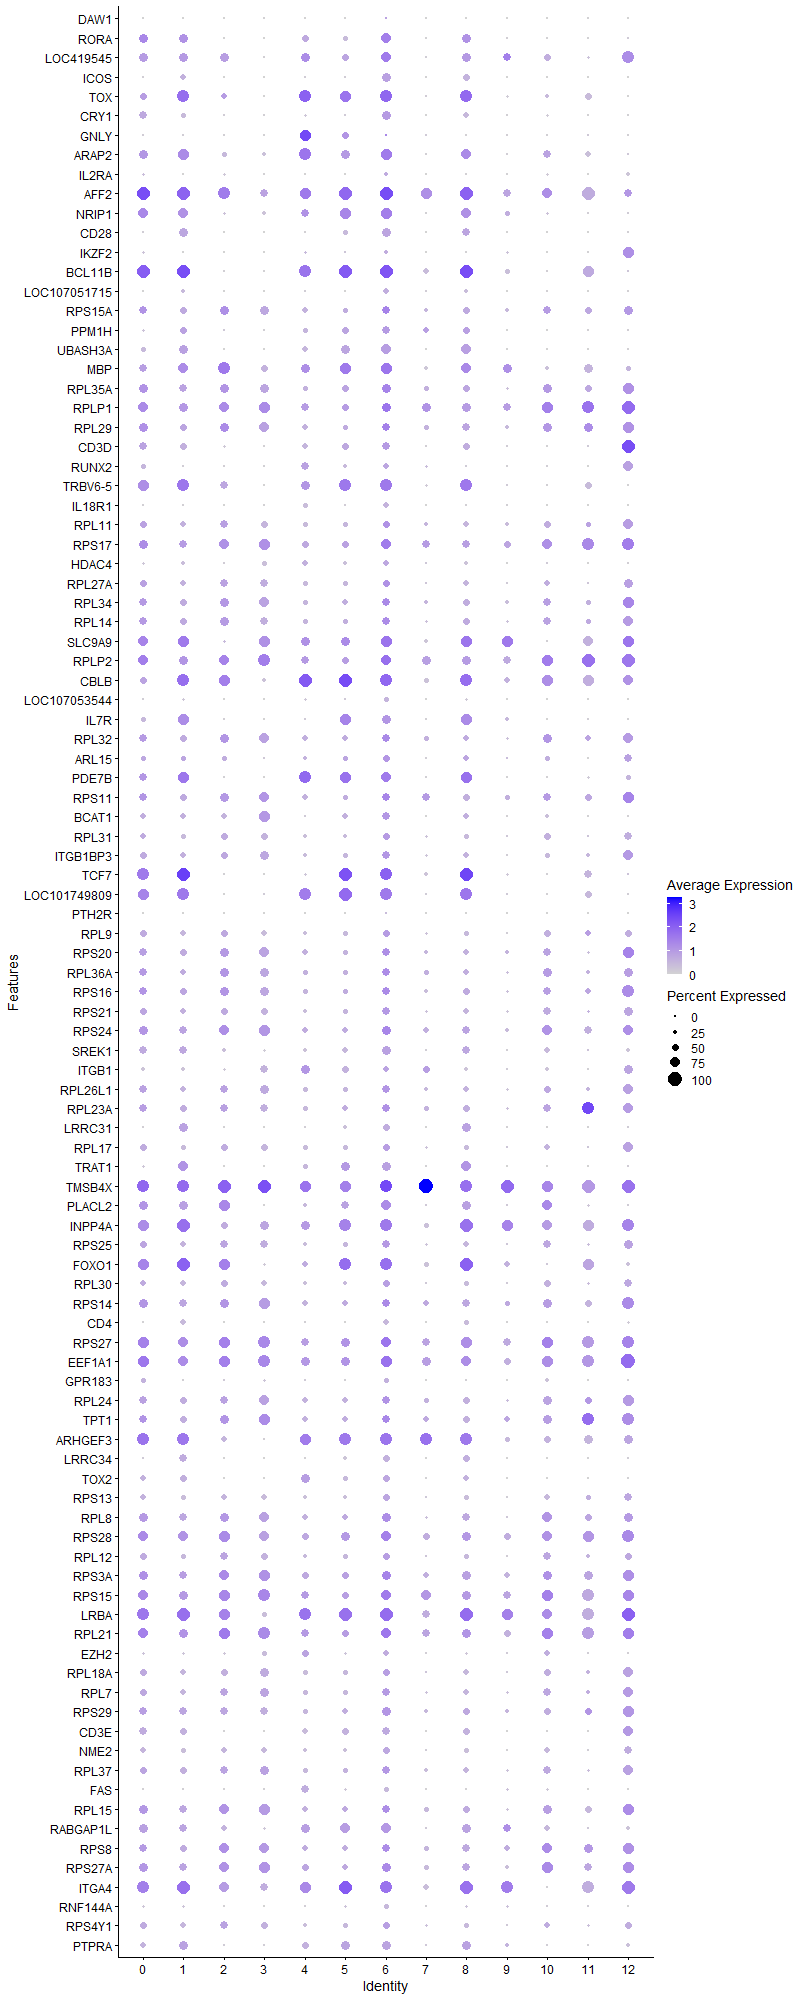 DAW1
RORA
LOC419545
ICOS
TOX
CRY1
GNLY
ARAP2
IL2RA
AFF2
NRIP1
CD28
IKZF2
BCL11B
LOC107051715
RPS15A
PPM1H
UBASH3A
MBP
RPL35A
RPLP1
RPL29
CD3D
RUNX2
TRBV6-5
IL18R1
RPL11
RPS17
HDAC4
RPL27A
RPL34
RPL14
SLC9A9
RPLP2
CBLB
LOC107053544
IL7R
RPL32
ARL15
PDE7B
RPS11
BCAT1
RPL31
ITGB1BP3
TCF7
LOC101749809
PTH2R
RPL9
RPS20
RPL36A
RPS16
RPS21
RPS24
SREK1
ITGB1
RPL26L1
RPL23A
LRRC31
RPL17
TRAT1
TMSB4X
PLACL2
INPP4A
RPS25
FOXO1
RPL30
RPS14
CD4
RPS27
EEF1A1
GPR183
RPL24
TPT1
ARHGEF3
LRRC34
TOX2
RPS13
RPL8
RPS28
RPL12
RPS3A
RPS15
LRBA
RPL21
EZH2
RPL18A
RPL7
RPS29
CD3E
NME2
RPL37
FAS
RPL15
RABGAP1L
RPS8
RPS27A
ITGA4
RNF144A
RPS4Y1
PTPRA
Features
0 1 2 3 4 5 6 7 8 9 10 11 12
Identity
Average Expression
3
2
1
0
Percent Expressed
0
25
50
75
100